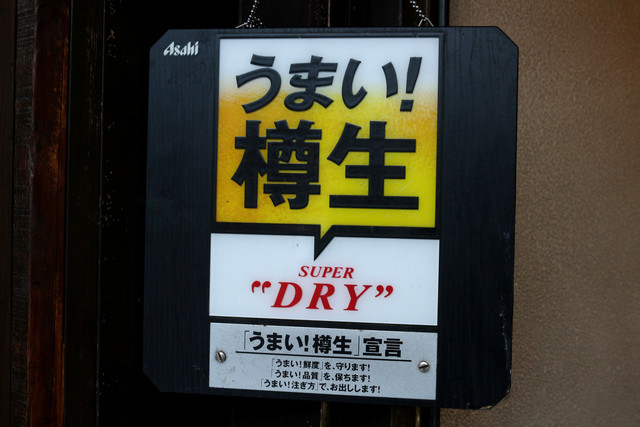 Asahi
うまい!
樽生
SUPER
“DRY”
「うまい!樽生」宣言
「うまい!鮮度」を、守ります!
「うまい!品質」を、保ちます!
「うまい!注ぎ方」で、お出しします!